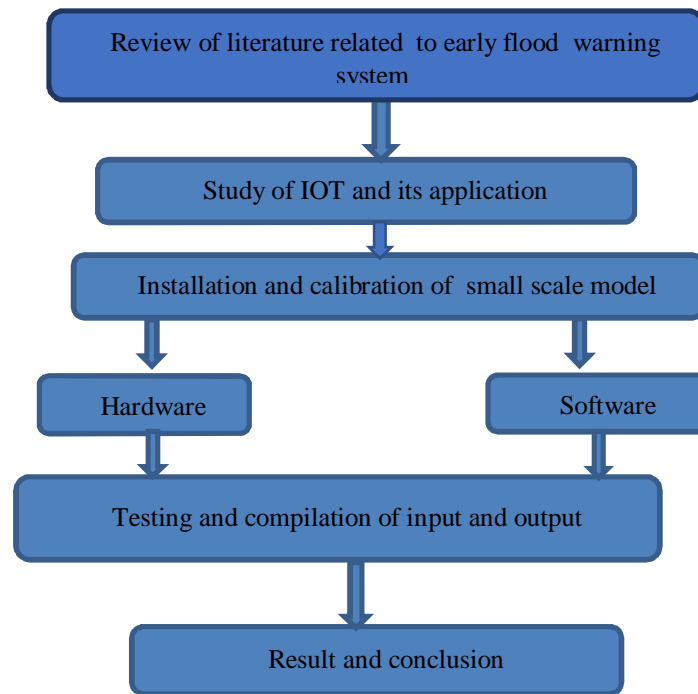 Review of literature related to early flood warning
system
Study of IOT and its application
Installation and calibration of small scale model
Hardware
Software
Testing and compilation of input and output
Result and conclusion